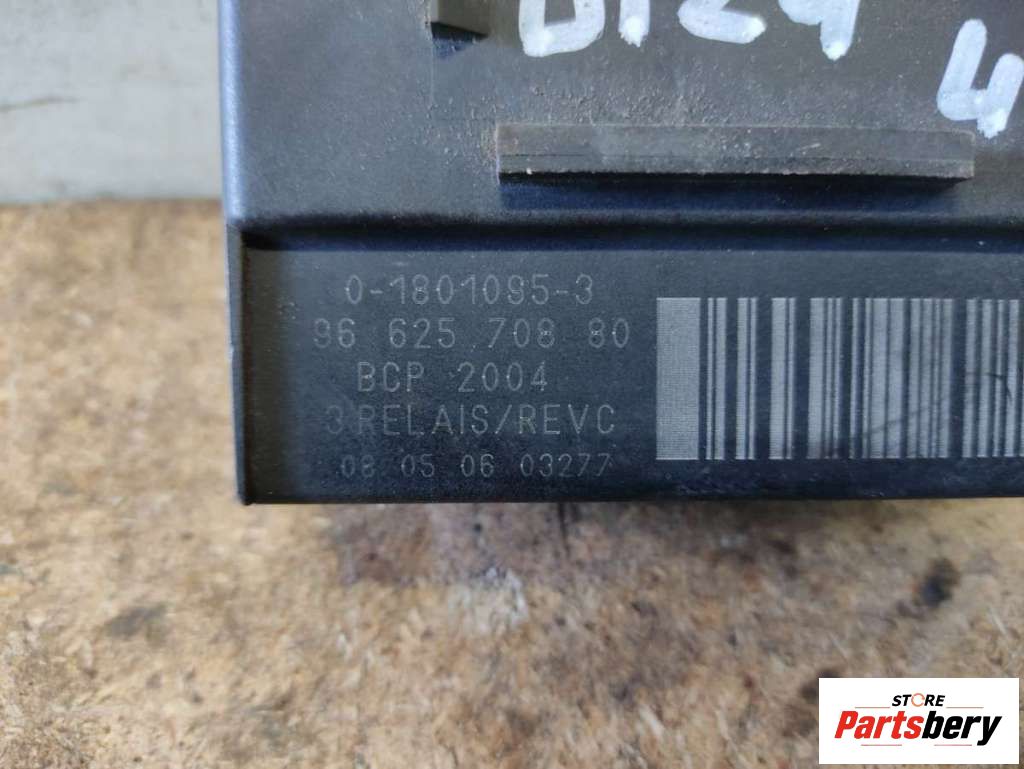 0-1801095-3
96 625 708 80
BCP 2004
3 RELAIS/REVC
08 05 06 03277
STORE
Partsbery